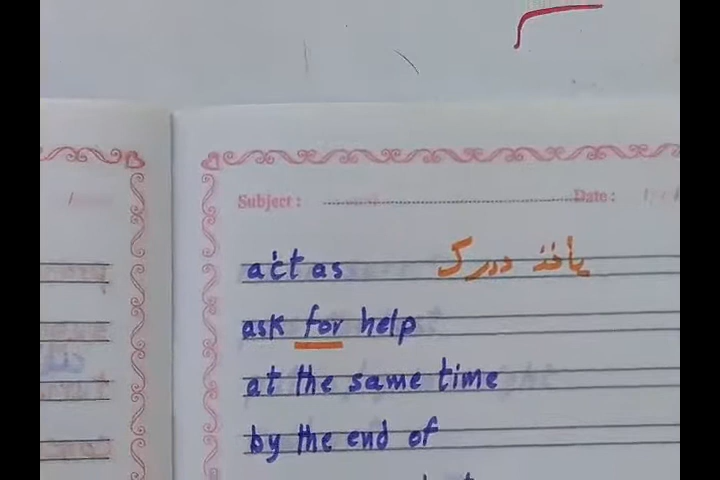 Subject : Date :
act as
ask for help
at the same time
by the end of